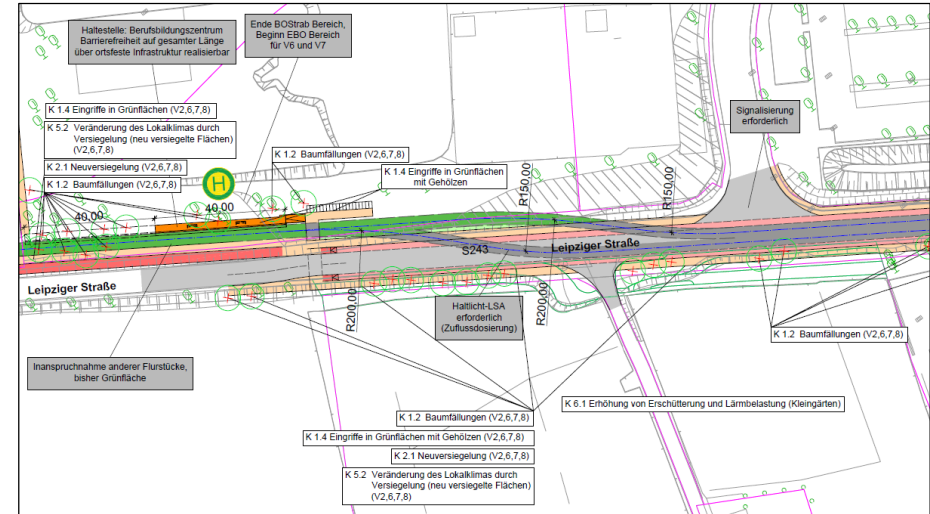 Haltestelle: Berufsbildungszentrum
Barrierefreiheit auf gesamter Länge
über ortsfeste Infrastruktur realisierbar
Ende BOStrab Bereich,
Beginn EBO Bereich
für V6 und V7
K 1.4 Eingriffe in Grünflächen (V2,6,7,8)
K 5.2 Veränderung des Lokalklimas durch
Versiegelung (neu versiegelte Flächen)
(V2,6,7,8)
K 2.1 Neuversiegelung (V2,6,7,8)
K 1.2 Baumfällungen (V2,6,7,8)
K 1.2 Baumfällungen (V2,6,7,8)
K 1.4 Eingriffe in Grünflächen
mit Gehölzen (V2,6,7,8)
Signalisierung
erforderlich
H
40.00
40.00
R150.00
R150.00
S243
Leipziger Straße
Leipziger Straße
R200.00
R200.00
Haltlicht-LSA
erforderlich
(Zuflussdosierung)
K 1.2 Baumfällungen (V2,6,7,8)
Inanspruchnahme anderer Flurstücke,
bisher Grünfläche
K 6.1 Erhöhung von Erschütterung und Lärmbelastung (Kleingärten)
K 1.2 Baumfällungen (V2,6,7,8)
K 1.4 Eingriffe in Grünflächen mit Gehölzen (V2,6,7,8)
K 2.1 Neuversiegelung (V2,6,7,8)
K 5.2 Veränderung des Lokalklimas durch
Versiegelung (neu versiegelte Flächen)
(V2,6,7,8)